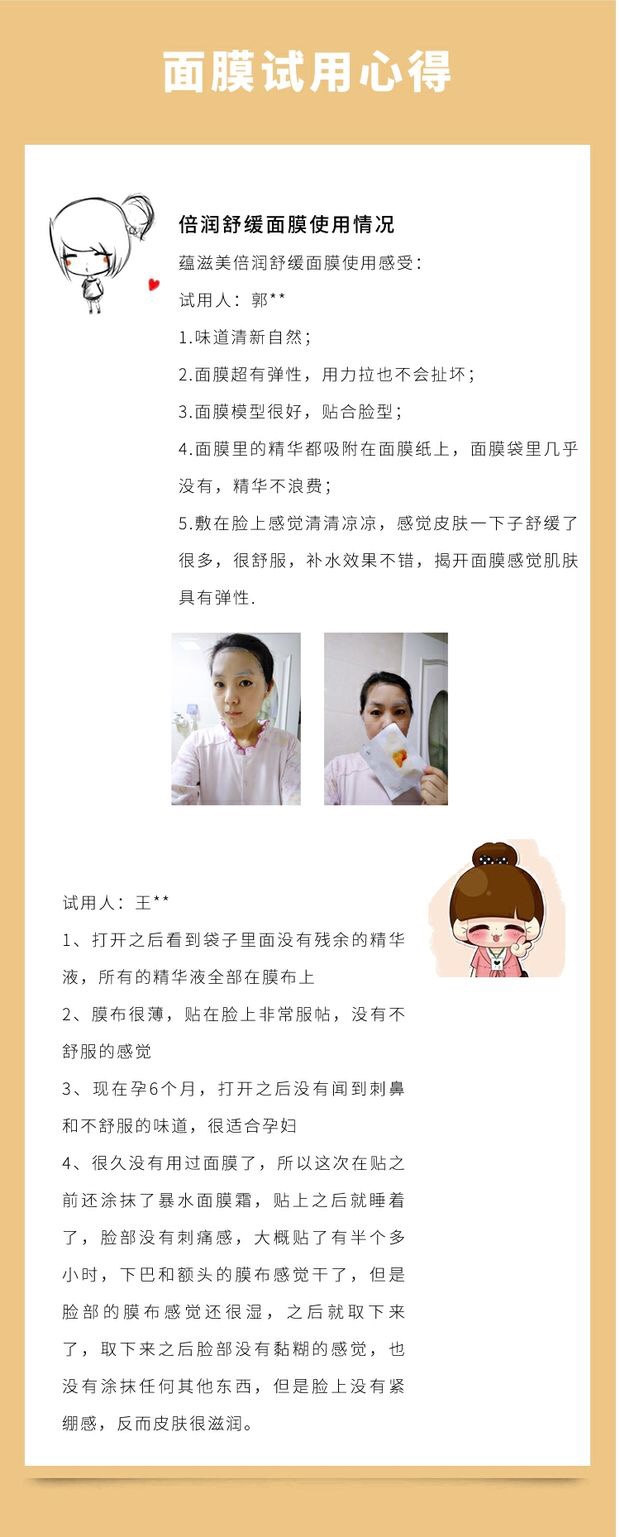 面膜试用心得
倍润舒缓面膜使用情况
蕴滋美倍润舒缓面膜使用感受：
试用人：郭**
1.味道清新自然；
2.面膜超有弹性，用力拉也不会扯坏；
3.面膜模型很好，贴合脸型；
4.面膜里的精华都吸附在面膜纸上，面膜袋里几乎
没有，精华不浪费；
5.敷在脸上感觉清清凉凉，感觉皮肤一下子舒缓了
很多，很舒服，补水效果不错，揭开面膜感觉肌肤
具有弹性.
试用人：王**
1、打开之后看到袋子里面没有残余的精华
液，所有的精华液全部在膜布上
2、膜布很薄，贴在脸上非常服帖，没有不
舒服的感觉
3、现在孕6个月，打开之后没有闻到刺鼻
和不舒服的味道，很适合孕妇
4、很久没有用过面膜了，所以这次在贴之
前还涂抹了暴水面膜霜，贴上之后就睡着
了，脸部没有刺痛感，大概贴了有半个多
小时，下巴和额头的膜布感觉干了，但是
脸部的膜布感觉还很湿，之后就取下来
了，取下来之后脸部没有黏糊的感觉，也
没有涂抹任何其他东西，但是脸上没有紧
绷感，反而皮肤很滋润。